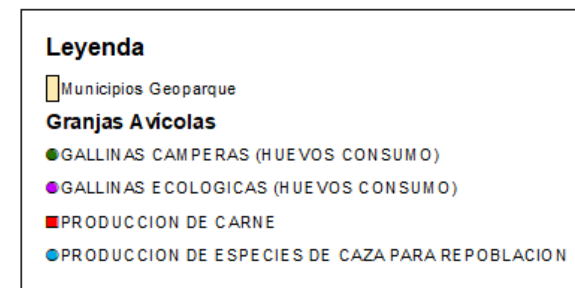 Leyenda
Municipios Geoparque
Granjas Avícolas
GALLINAS CAMPERAS (HUEVOS CONSUMO)
GALLINAS ECOLOGICAS (HUEVOS CONSUMO)
PRODUCCION DE CARNE
PRODUCCION DE ESPECIES DE CAZA PARA REPOBLACION